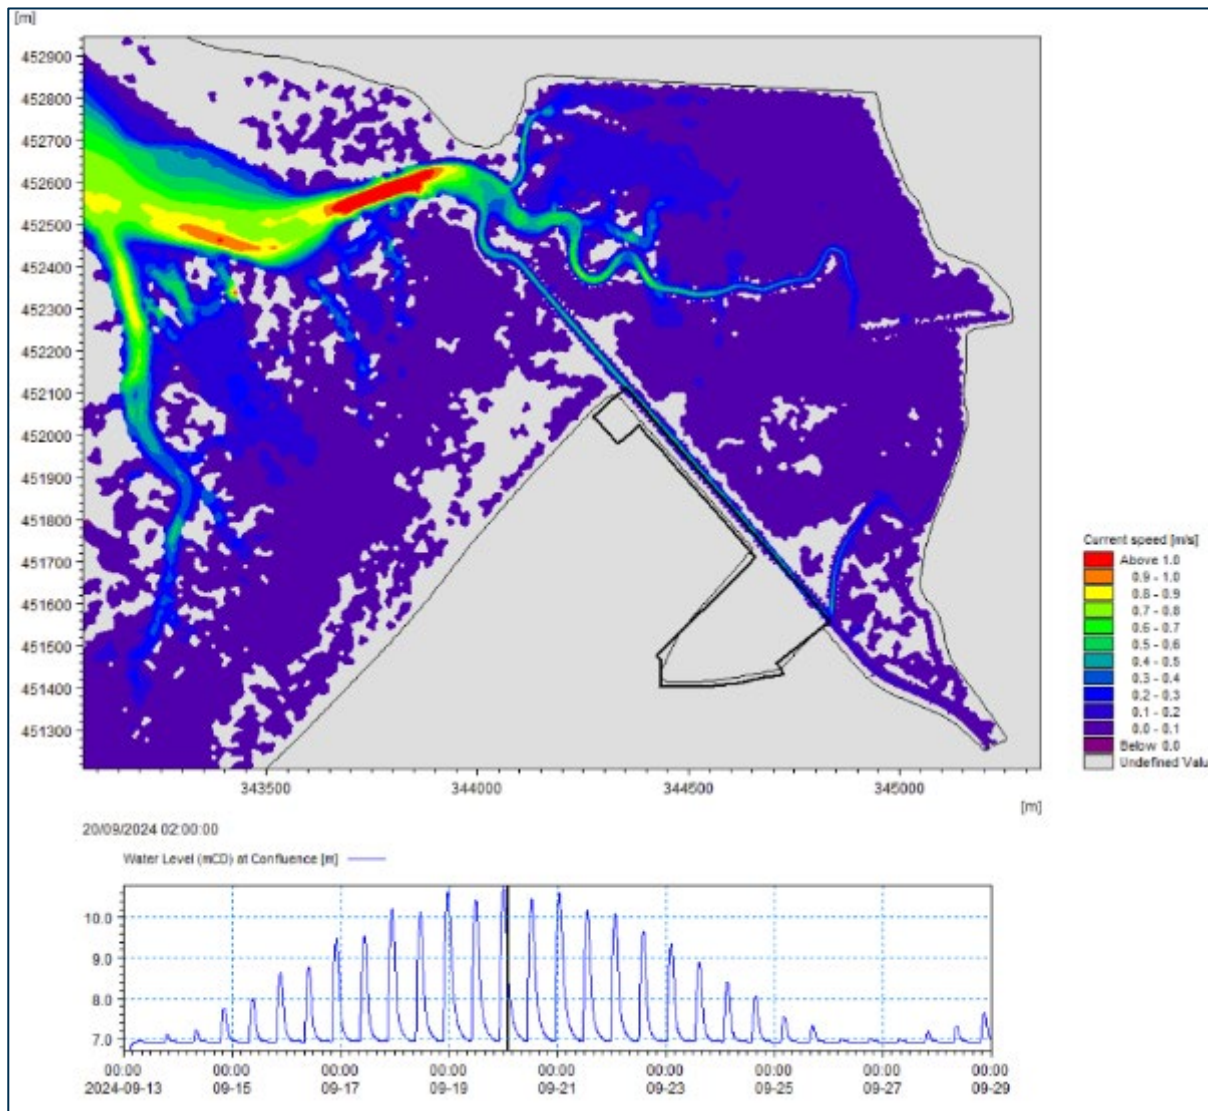 [m]
452900
452800
452700
452600
452500
452400
452300
452200
452100
452000
451900
451800
451700
451600
451500
451400
451300
343500 344000 344500 345000
[m]
Current speed [m/s]
Above 1.0
0.9 - 1.0
0.8 - 0.9
0.7 - 0.8
0.6 - 0.7
0.5 - 0.6
0.4 - 0.5
0.3 - 0.4
0.2 - 0.3
0.1 - 0.2
0.0 - 0.1
Below 0.0
Undefined Valu
20/09/2024 02:00:00
Water Level (mCD) at Confluence [m]
10.0
9.0
8.0
7.0
00:00 00:00 00:00 00:00 00:00 00:00 00:00 00:00 00:00
2024-09-13 09-15 09-17 09-19 09-21 09-23 09-25 09-27 09-29